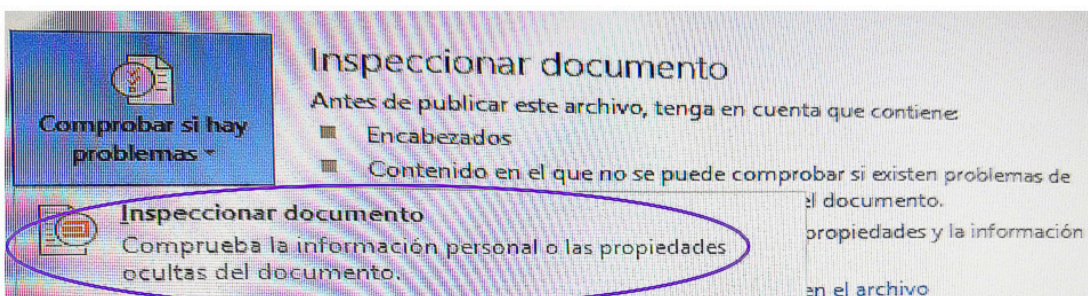 Inspeccionar documento
Antes de publicar este archivo, tenga en cuenta que contiene:
Comprobar si hay
problemas
Encabezados
Contenido en el que no se puede comprobar si existen problemas de
el documento.
propiedades y la información
en el archivo
Inspeccionar documento
Comprueba la información personal o las propiedades
ocultas del documento.